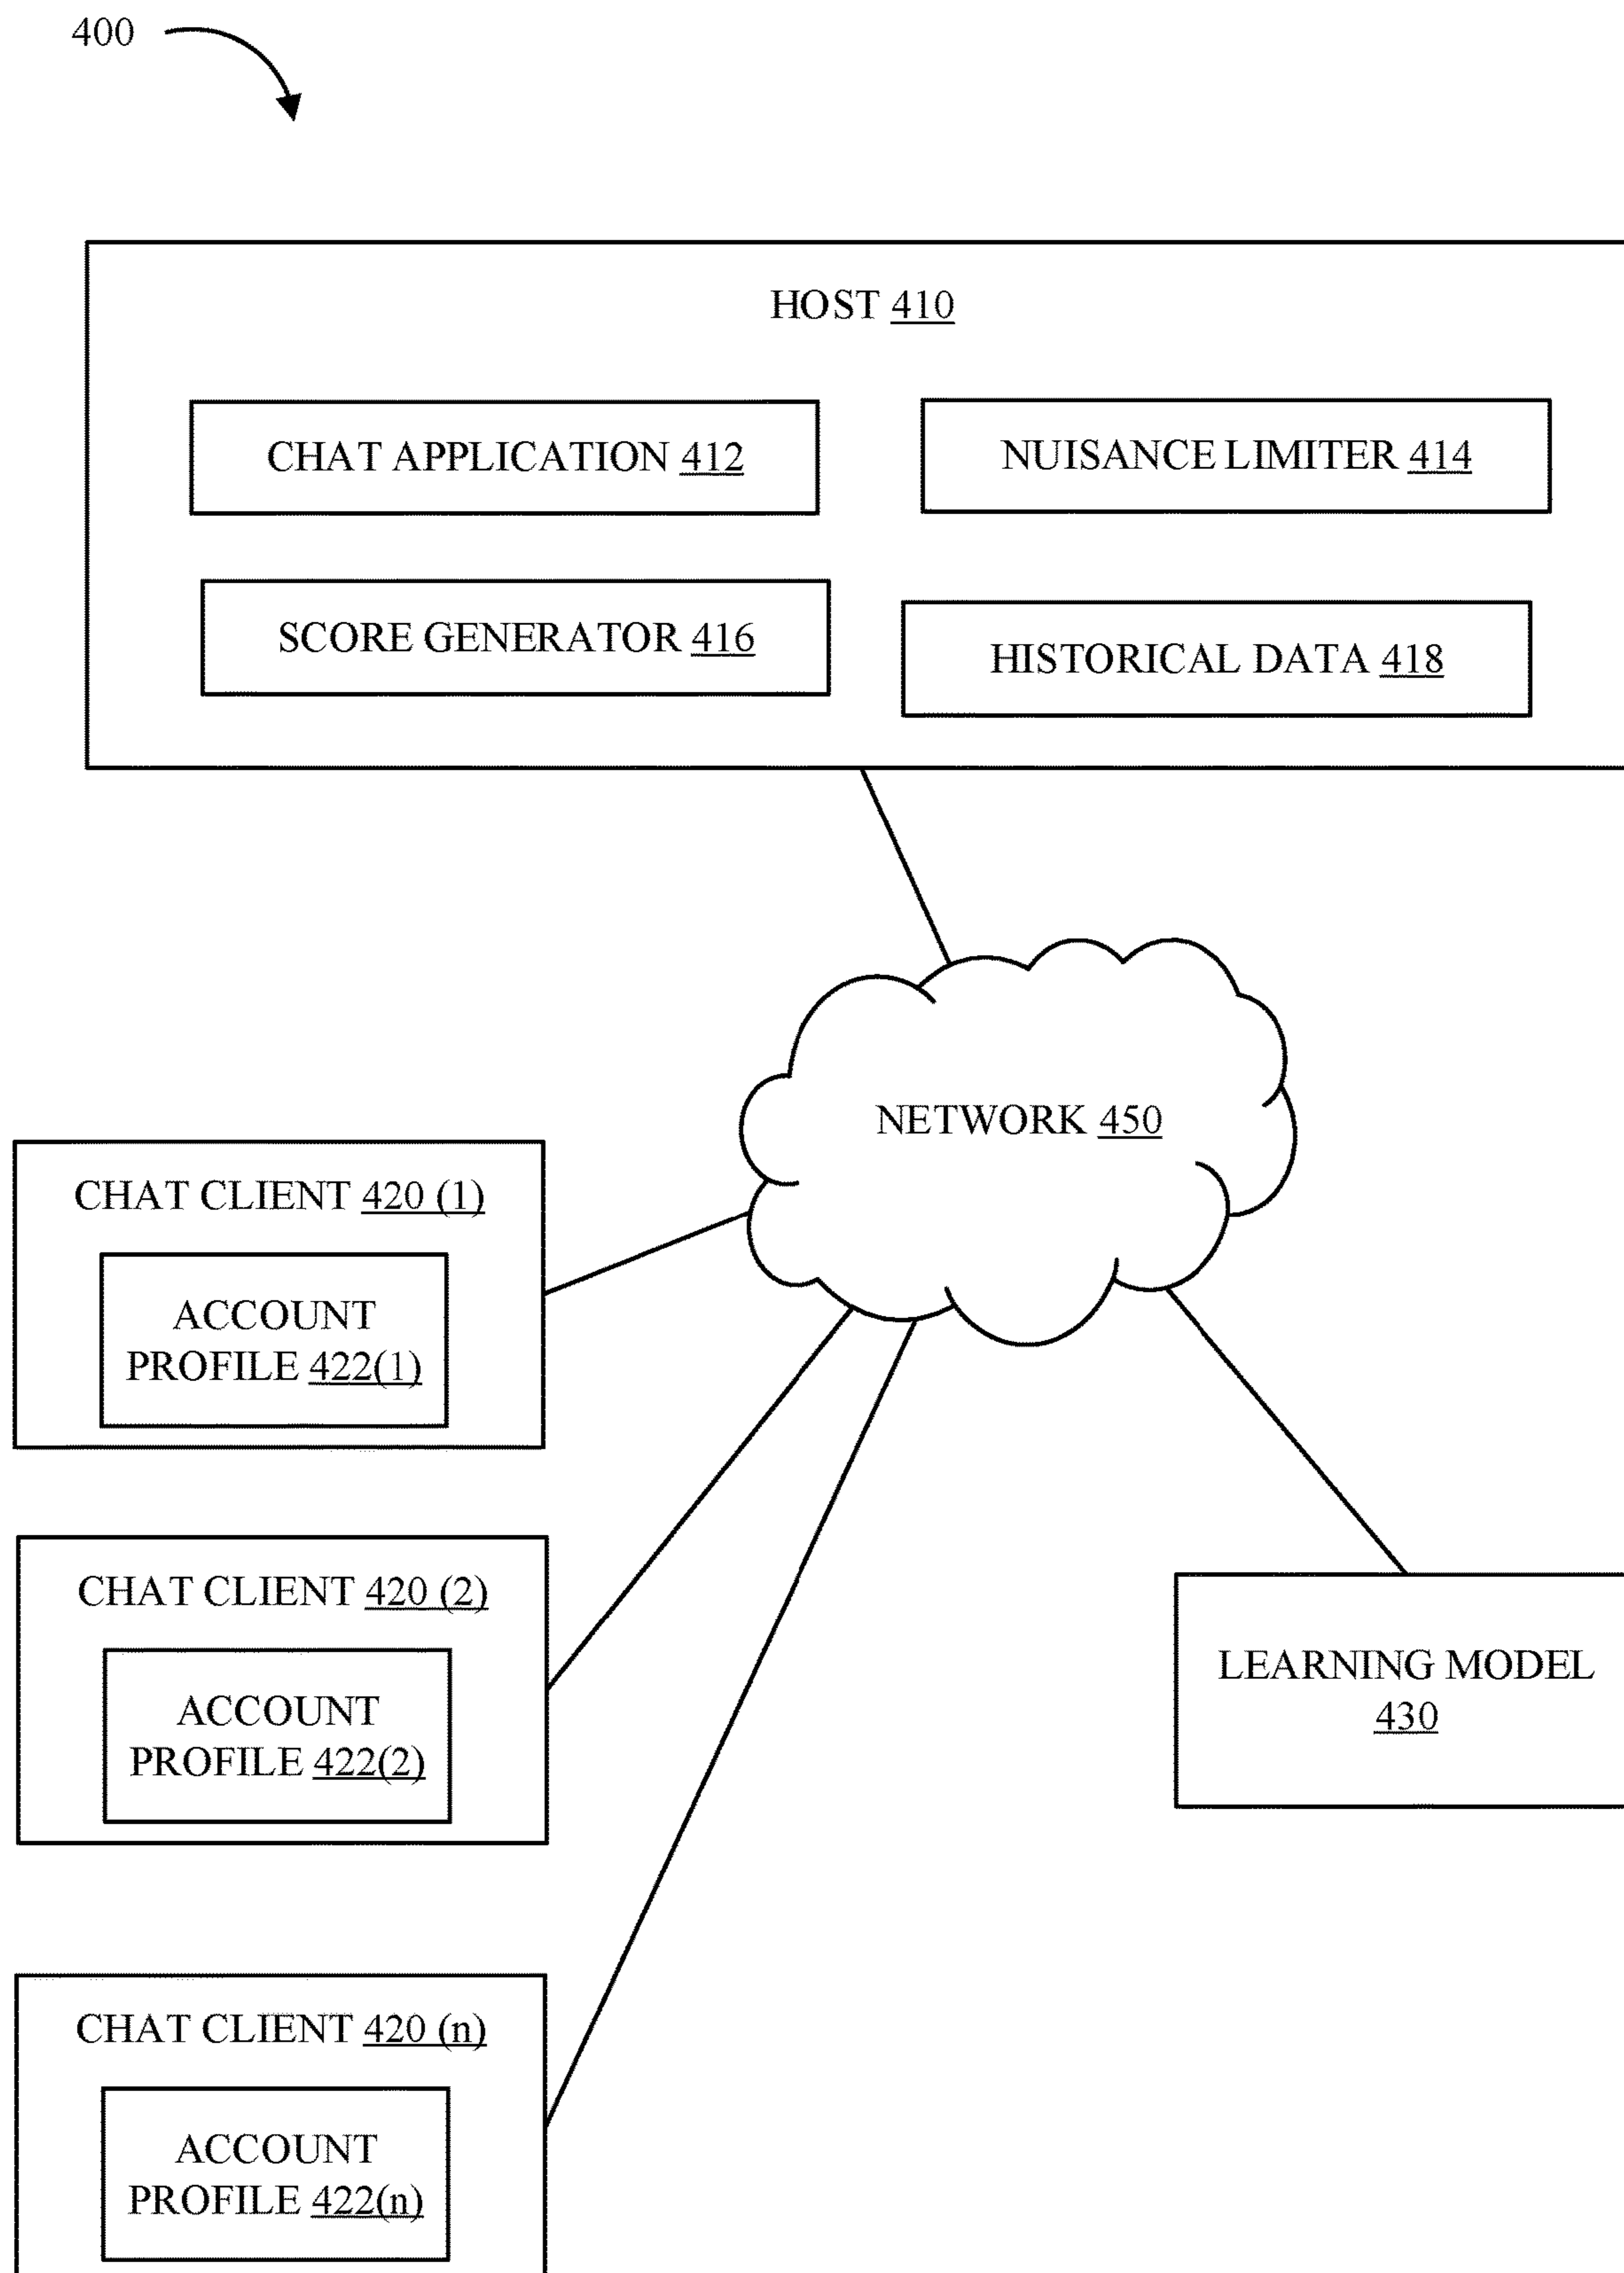 400
HOST 410
CHAT APPLICATION 412
NUISANCE LIMITER 414
SCORE GENERATOR 416
HISTORICAL DATA 418
NETWORK 450
CHAT CLIENT 420 (1)
ACCOUNT
PROFILE 422(1)
CHAT CLIENT 420 (2)
ACCOUNT
PROFILE 422(2)
LEARNING MODEL
430
CHAT CLIENT 420 (n)
ACCOUNT
PROFILE 422(n)